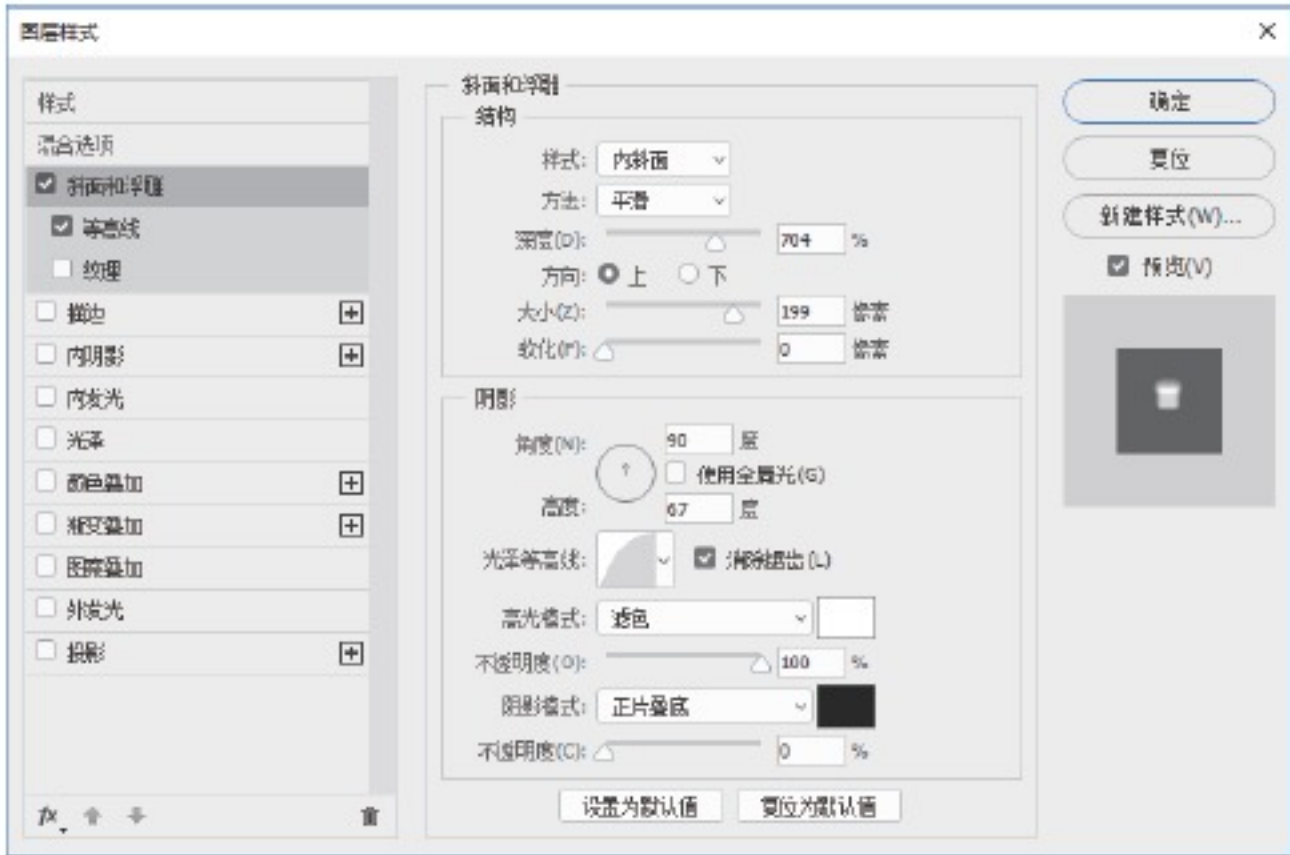 图层样式
样式
混合选项
斜面和浮雕
等高线
纹理
描边
内阴影
内发光
光泽
颜色叠加
渐变叠加
图案叠加
外发光
投影
fx
斜面和浮雕
结构
样式: 内斜面
方法: 平滑
深度(D): 704 %
方向: 上 下
大小(Z): 199 像素
软化(F): 0 像素
阴影
角度(N): 90 度
使用全局光(G)
高度: 67 度
光泽等高线: 消除锯齿(L)
高光模式: 滤色
不透明度(O): 100 %
阴影模式: 正片叠底
不透明度(C): 0 %
设置为默认值 复位为默认值
确定
复位
新建样式(W)...
预览(V)